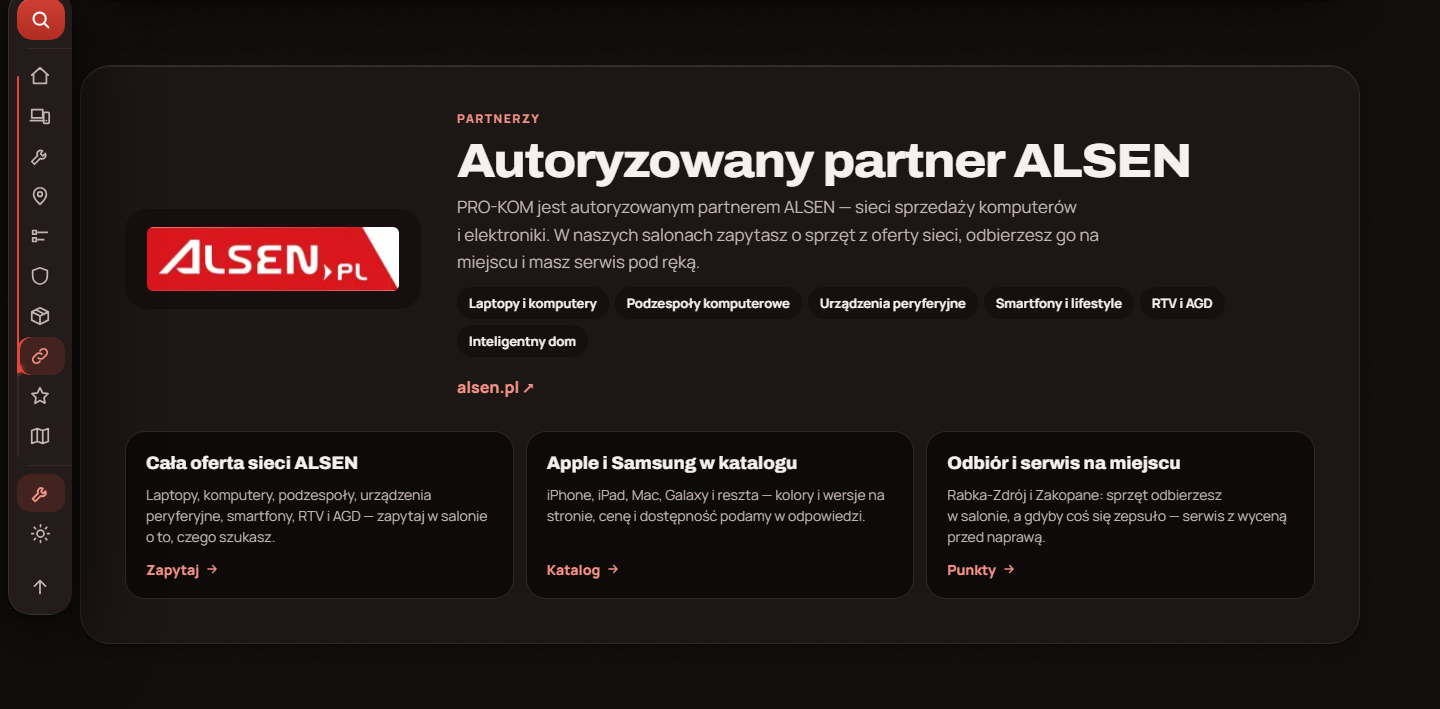 PARTNERZY
Autoryzowany partner ALSEN
PRO-KOM jest autoryzowanym partnerem ALSEN — sieci sprzedaży komputerów
i elektroniki. W naszych salonach zapytasz o sprzęt z oferty sieci, odbierzesz go na
miejscu i masz serwis pod ręką.
ALSEN PL
Laptopy i komputery
Podzespoły komputerowe
Urządzenia peryferyjne
Smartfony i lifestyle
RTV i AGD
Inteligentny dom
alsen.pl ↗
Cała oferta sieci ALSEN
Laptopy, komputery, podzespoły, urządzenia
peryferyjne, smartfony, RTV i AGD — zapytaj w salonie
o to, czego szukasz.
Zapytaj →
Apple i Samsung w katalogu
iPhone, iPad, Mac, Galaxy i reszta — kolory i wersje na
stronie, cenę i dostępność podamy w odpowiedzi.
Katalog →
Odbiór i serwis na miejscu
Rabka-Zdrój i Zakopane: sprzęt odbierzesz
w salonie, a gdyby coś się zepsuło — serwis z wyceną
przed naprawą.
Punkty →